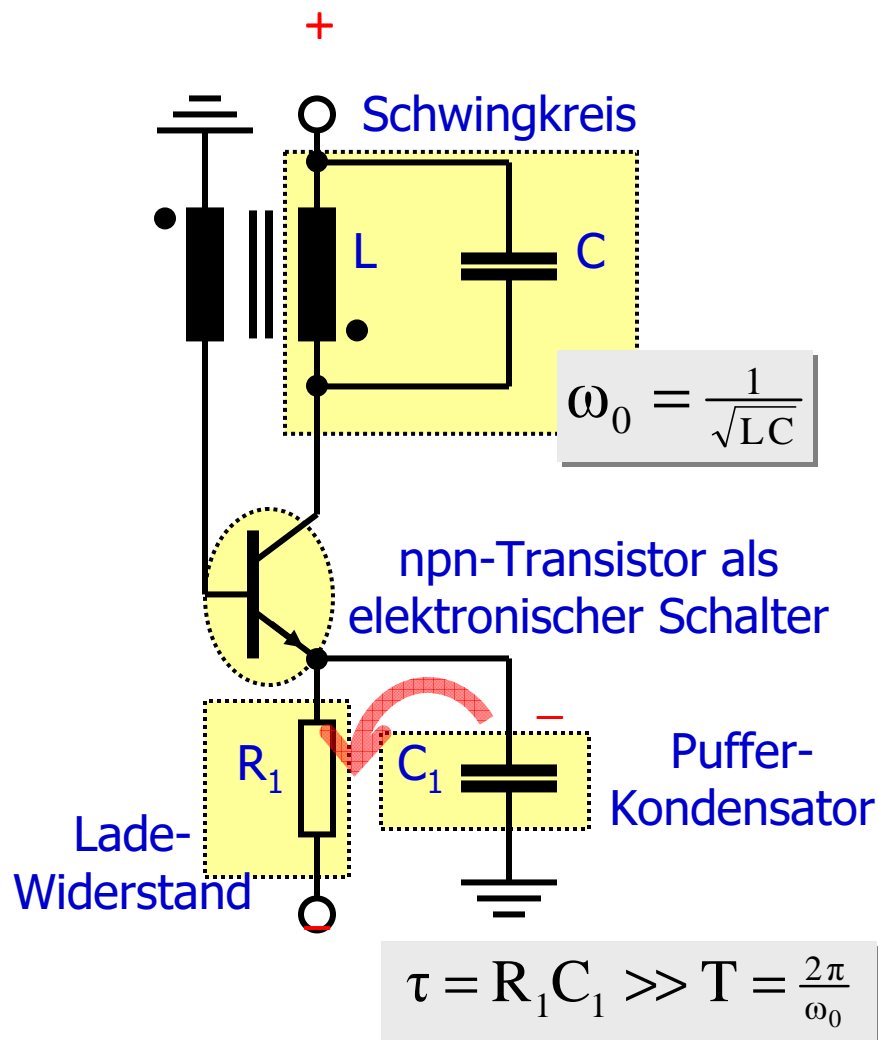 +
Schwingkreis
L
C
ω₀ = 1/√LC
npn-Transistor als
elektronischer Schalter
–
R₁
C₁
Puffer-
Kondensator
Lade-
Widerstand
–
τ = R₁C₁ >> T = 2π/ω₀